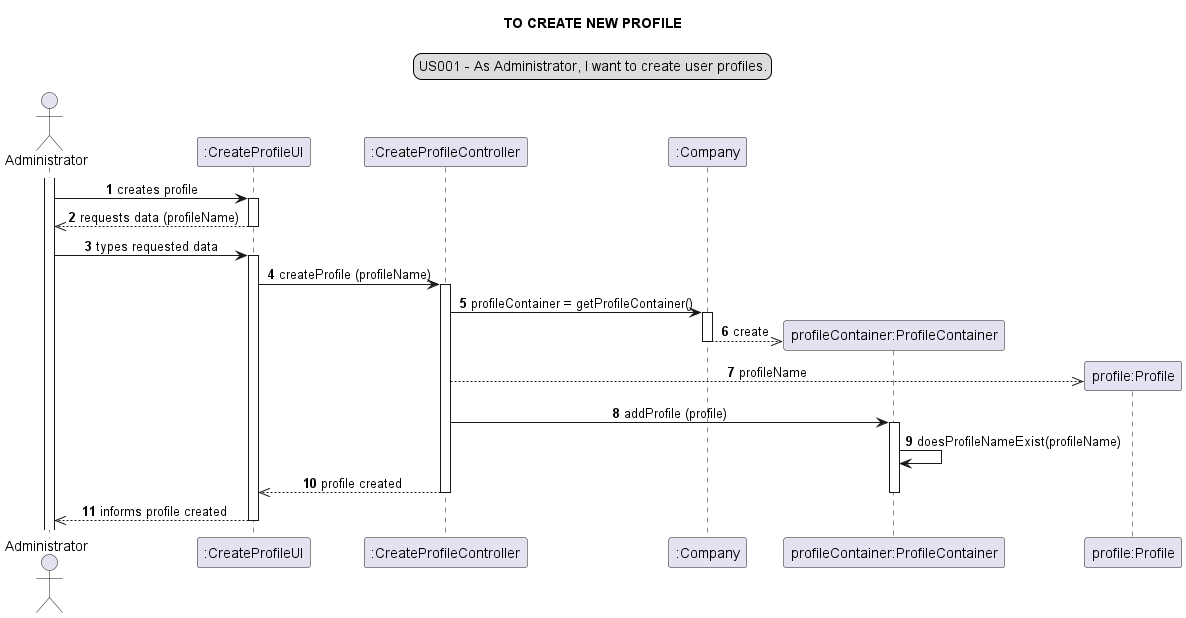 TO CREATE NEW PROFILE
US001 - As Administrator, I want to create user profiles.
Administrator
:CreateProfileUI
:CreateProfileController
:Company
1 creates profile
2 requests data (profileName)
3 types requested data
4 createProfile (profileName)
5 profileContainer = getProfileContainer()
6 create
profileContainer:ProfileContainer
7 profileName
profile:Profile
8 addProfile (profile)
9 doesProfileNameExist(profileName)
10 profile created
11 informs profile created
Administrator
:CreateProfileUI
:CreateProfileController
:Company
profileContainer:ProfileContainer
profile:Profile